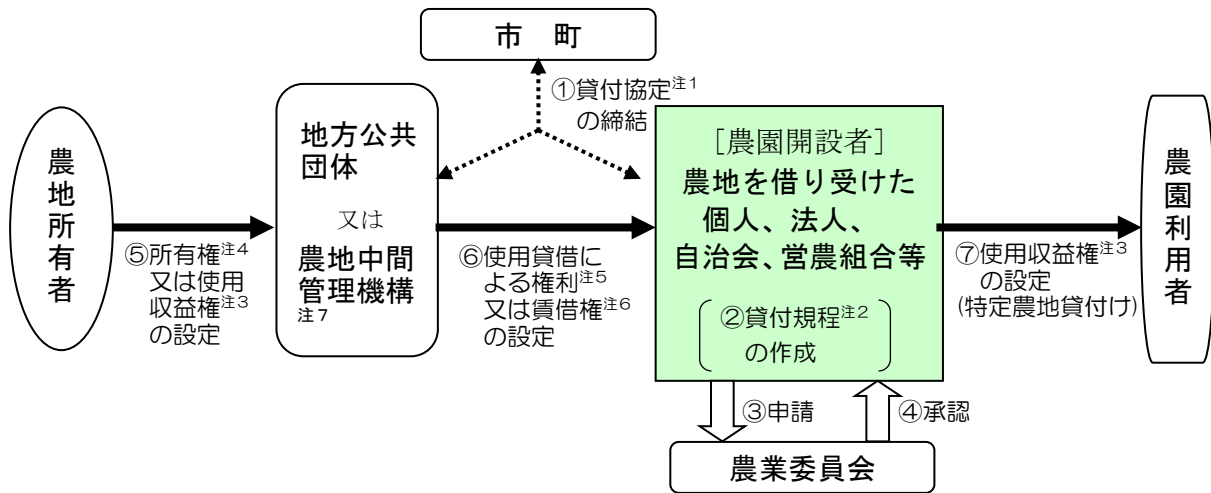 市　町
①貸付協定注1
の締結
農地所有者
地方公共
団体
又は
農地中間
管理機構
注7
[農園開設者]
農地を借り受けた
個人、法人、
自治会、営農組合等
②貸付規程注2
の作成
農園利用者
⑤所有権注4
又は使用
収益権注3
の設定
⑥使用貸借に
よる権利注5
又は賃借権注6
の設定
⑦使用収益権注3
の設定
(特定農地貸付け)
③申請
④承認
農業委員会